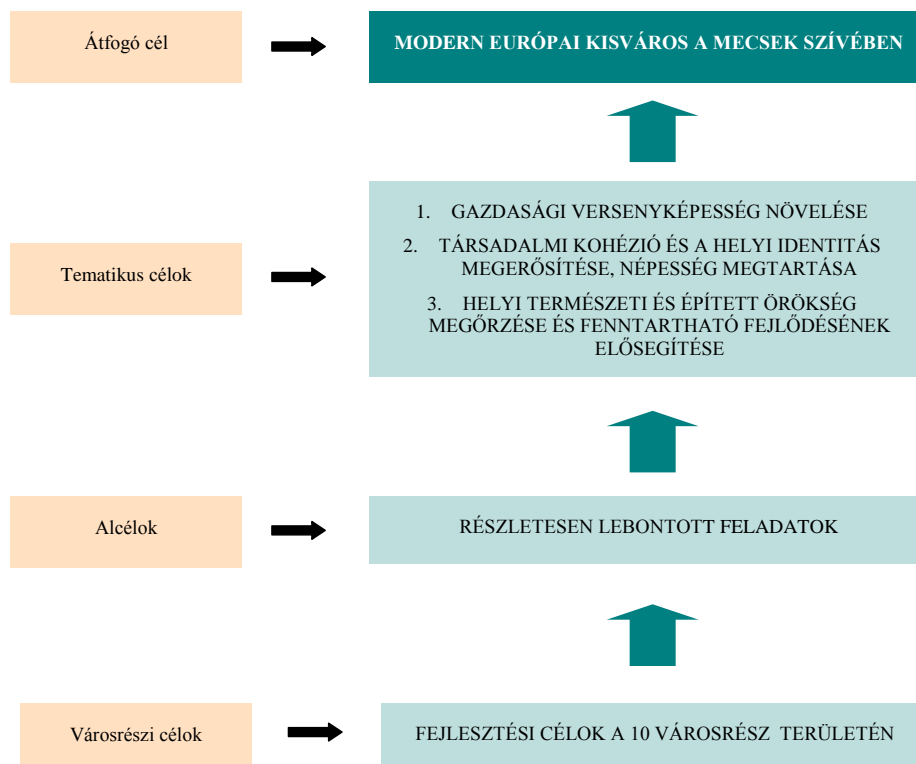 Átfogó cél
MODERN EURÓPAI KISVÁROS A MECSEK SZÍVÉBEN
Tematikus célok
1. GAZDASÁGI VERSENYKÉPESSÉG NÖVELÉSE
2. TÁRSADALMI KOHÉZIÓ ÉS A HELYI IDENTITÁS
MEGERŐSÍTÉSE, NÉPESSÉG MEGTARTÁSA
3. HELYI TERMÉSZETI ÉS ÉPÍTETT ÖRÖKSÉG
MEGŐRZÉSE ÉS FENNTARTHATÓ FEJLŐDÉSÉNEK
ELŐSEGÍTÉSE
Alcélok
RÉSZLETESEN LEBONTOTT FELADATOK
Városrészi célok
FEJLESZTÉSI CÉLOK A 10 VÁROSRÉSZ TERÜLETÉN